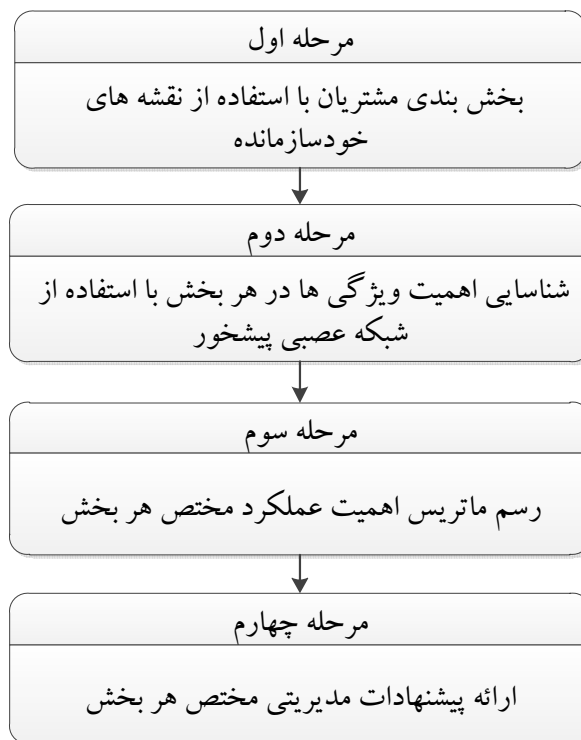 مرحله اول
بخش بندی مشتریان با استفاده از نقشه های
خودسازمانده
مرحله دوم
شناسایی اهمیت ویژگی ها در هر بخش با استفاده از
شبکه عصبی پیشخور
مرحله سوم
رسم ماتریس اهمیت عملکرد مختص هر بخش
مرحله چهارم
ارائه پیشنهادات مدیریتی مختص هر بخش